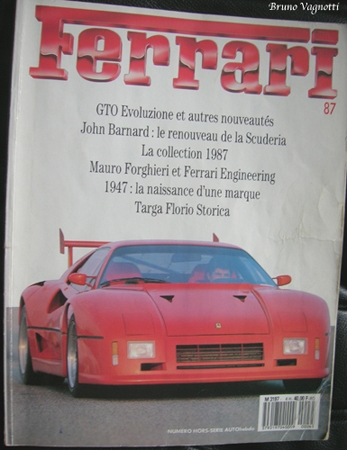 Bruno Vagnotti
Ferrari
87
GTO Evoluzione et autres nouveautés
John Barnard : le renouveau de la Scuderia
La collection 1987
Mauro Forghieri et Ferrari Engineering
1947 : la naissance d'une marque
Targa Florio Storica
NUMERO HORS-SERIE AUTOhebdo